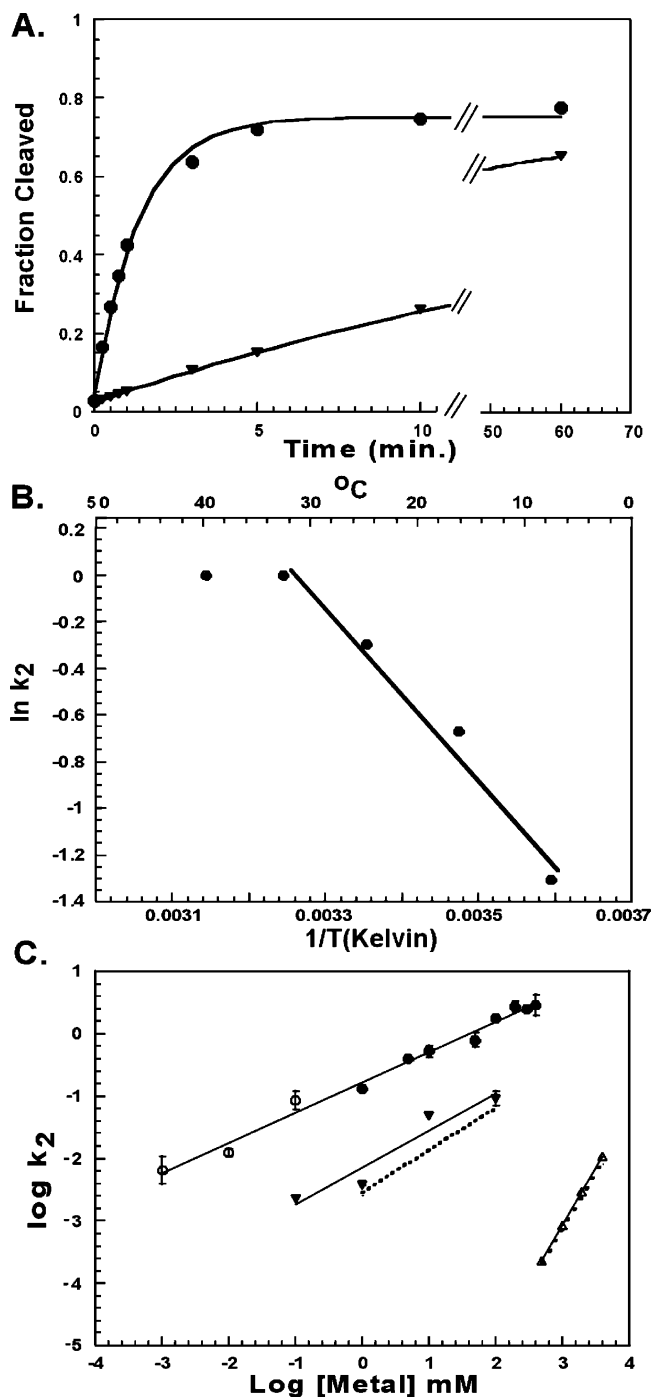 A.
1
0.8
0.6
0.4
0.2
0
Fraction Cleaved
0 5 10 50 60 70
Time (min.)
B.
50 40 30 20 10 0
°C
0.2
0
-0.2
-0.4
-0.6
-0.8
-1
-1.2
-1.4
ln k2
0.0031 0.0033 0.0035 0.0037
1/T(Kelvin)
C.
1
0
-1
-2
-3
-4
-5
log k2
-4 -3 -2 -1 0 1 2 3 4
Log [Metal] mM